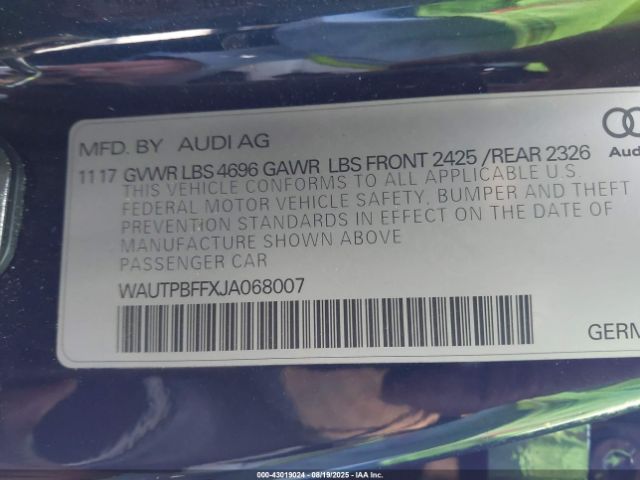 MFD. BY AUDI AG
11 17 GVWR LBS 4696 GAWR LBS FRONT 2425 /REAR 2326
THIS VEHICLE CONFORMS TO ALL APPLICABLE U.S.
FEDERAL MOTOR VEHICLE SAFETY, BUMPER AND THEFT
PREVENTION STANDARDS IN EFFECT ON THE DATE OF
MANUFACTURE SHOWN ABOVE
PASSENGER CAR
WAUTPBFFXJA068007
Aud
GERM
000-43019024 | 08/19/2025 | IAA Inc.